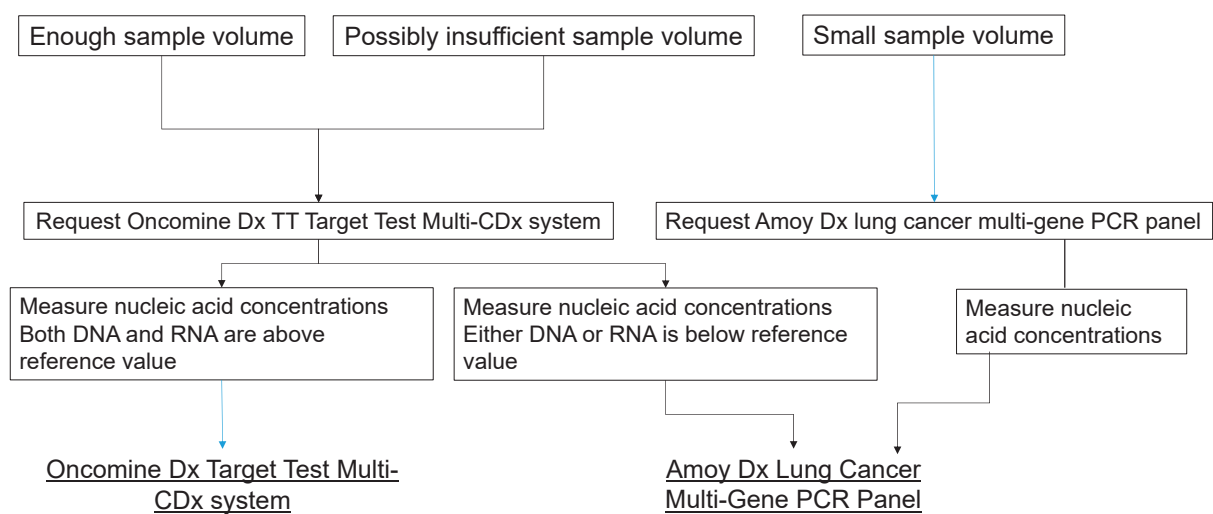 Enough sample volume
Possibly insufficient sample volume
Small sample volume
Request Oncomine Dx TT Target Test Multi-CDx system
Request Amoy Dx lung cancer multi-gene PCR panel
Measure nucleic acid concentrations
Both DNA and RNA are above
reference value
Measure nucleic acid concentrations
Either DNA or RNA is below reference
value
Measure nucleic
acid concentrations
Oncomine Dx Target Test Multi-
CDx system
Amoy Dx Lung Cancer
Multi-Gene PCR Panel